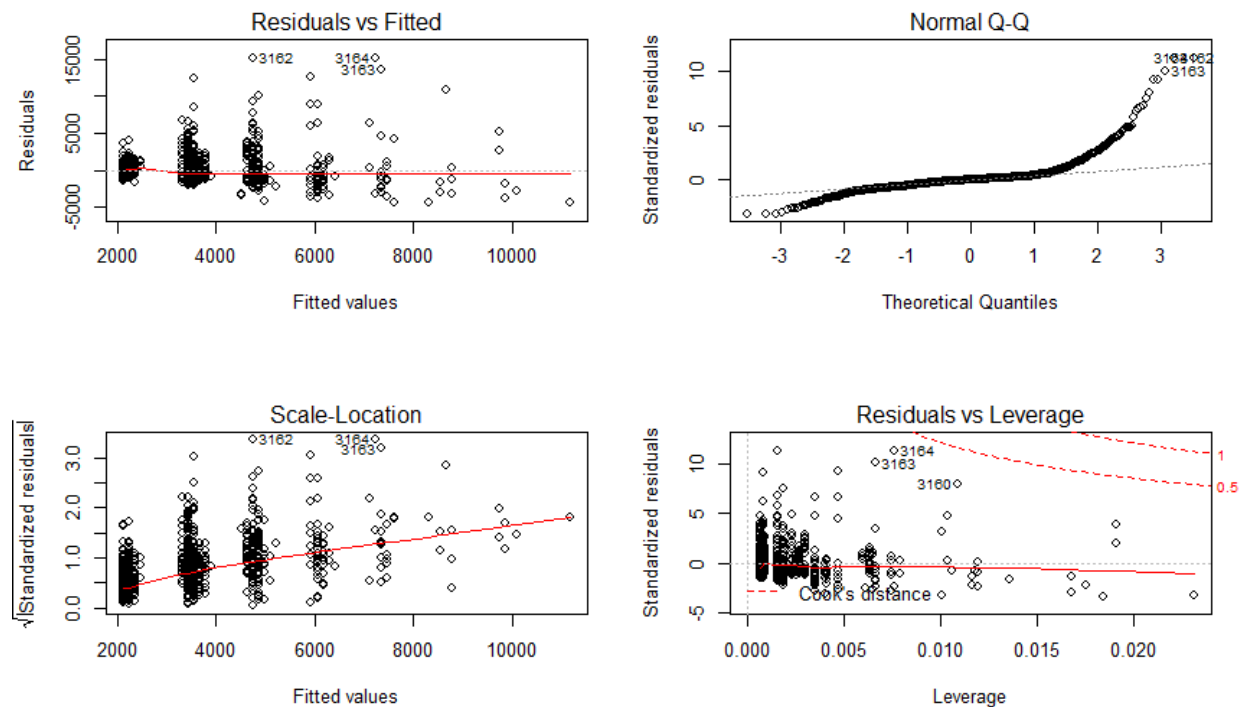 Residuals vs Fitted
Residuals
15000
5000
-5000
3162
3164
3163
2000 4000 6000 8000 10000
Fitted values
Normal Q-Q
Standardized residuals
10
5
0
3162
3163
-3 -2 -1 0 1 2 3
Theoretical Quantiles
Scale-Location
√|Standardized residuals|
3.0
2.0
1.0
0.0
3162
3164
3163
2000 4000 6000 8000 10000
Fitted values
Residuals vs Leverage
Standardized residuals
10
5
0
-5
3164
3163
3160
1
0.5
Cook's distance
0.000 0.005 0.010 0.015 0.020
Leverage